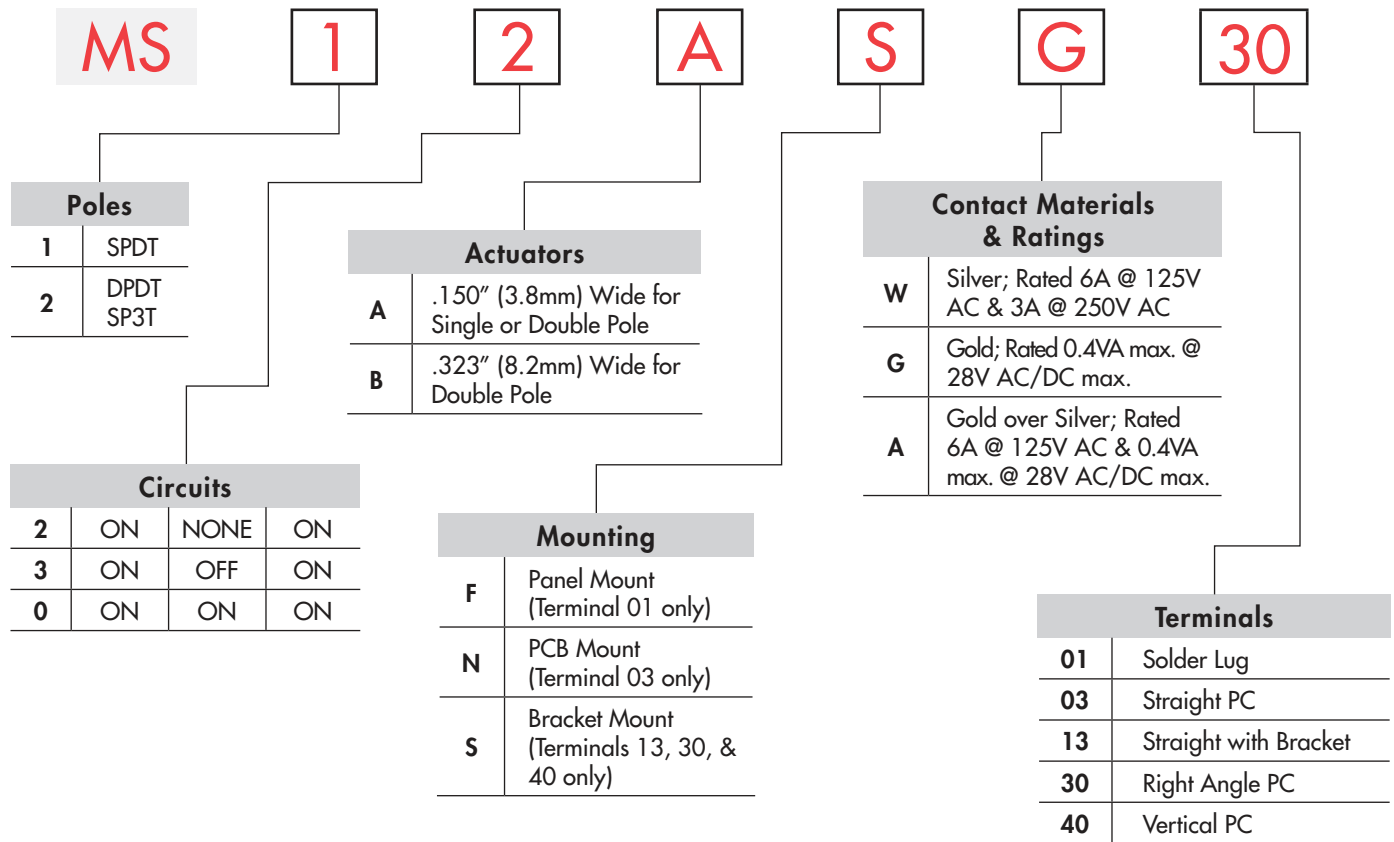 MS 1 2 A S G 30
Poles
1 SPDT
2 DPDT
SP3T
Circuits
2 ON NONE ON
3 ON OFF ON
0 ON ON ON
Actuators
A .150" (3.8mm) Wide for
Single or Double Pole
B .323" (8.2mm) Wide for
Double Pole
Mounting
F Panel Mount
(Terminal 01 only)
N PCB Mount
(Terminal 03 only)
S Bracket Mount
(Terminals 13, 30, &
40 only)
Contact Materials
& Ratings
W Silver; Rated 6A @ 125V
AC & 3A @ 250V AC
G Gold; Rated 0.4VA max. @
28V AC/DC max.
A Gold over Silver; Rated
6A @ 125V AC & 0.4VA
max. @ 28V AC/DC max.
Terminals
01 Solder Lug
03 Straight PC
13 Straight with Bracket
30 Right Angle PC
40 Vertical PC